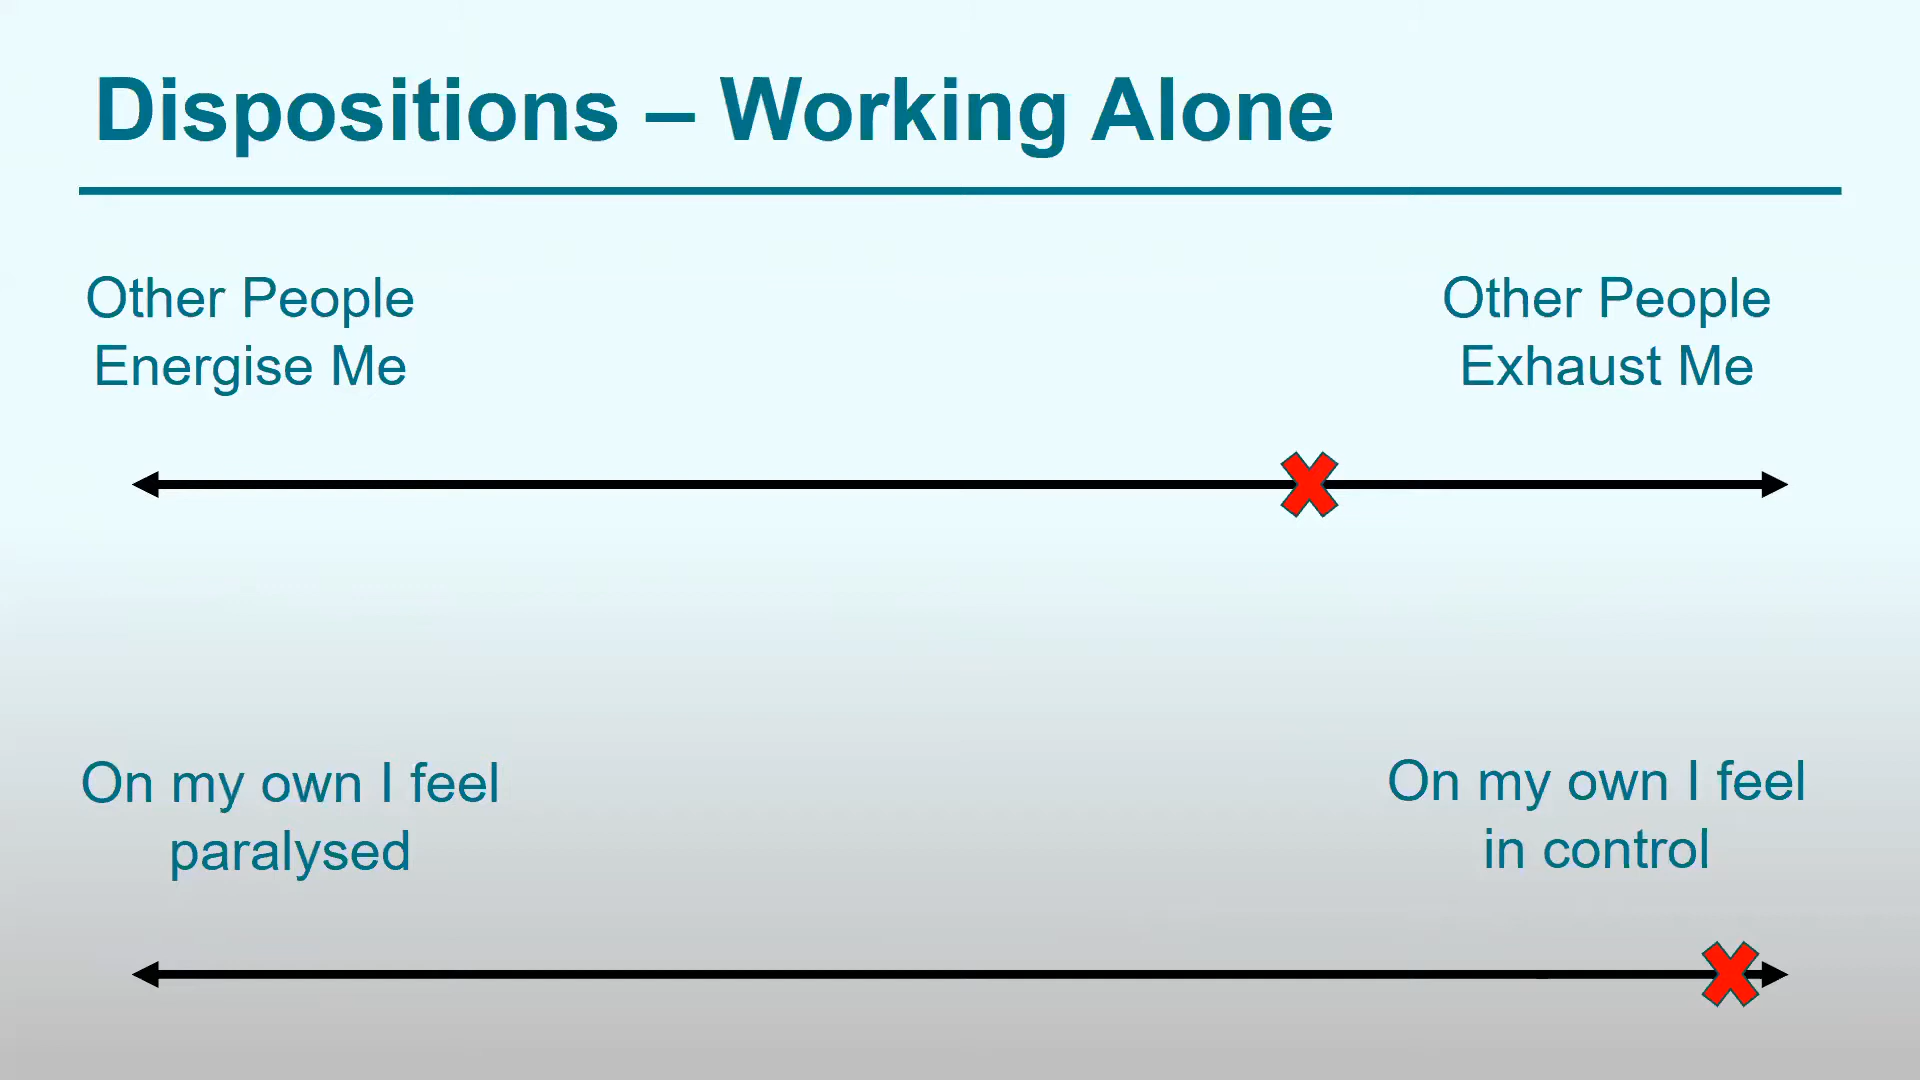 Dispositions – Working Alone
Other People
Energise Me
Other People
Exhaust Me
On my own I feel
paralysed
On my own I feel
in control